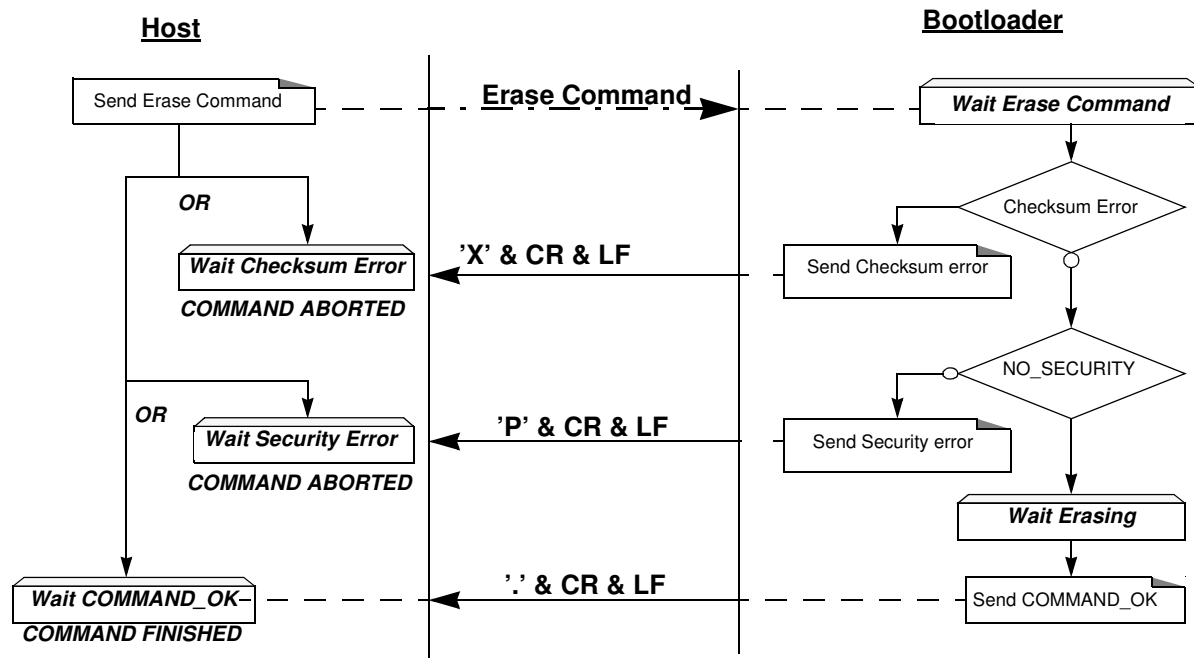 Host
Bootloader
Send Erase Command
Erase Command
Wait Erase Command
OR
Checksum Error
Wait Checksum Error
'X' & CR & LF
Send Checksum error
COMMAND ABORTED
NO_SECURITY
OR
Wait Security Error
'P' & CR & LF
Send Security error
COMMAND ABORTED
Wait Erasing
Wait COMMAND_OK
'.' & CR & LF
Send COMMAND_OK
COMMAND FINISHED